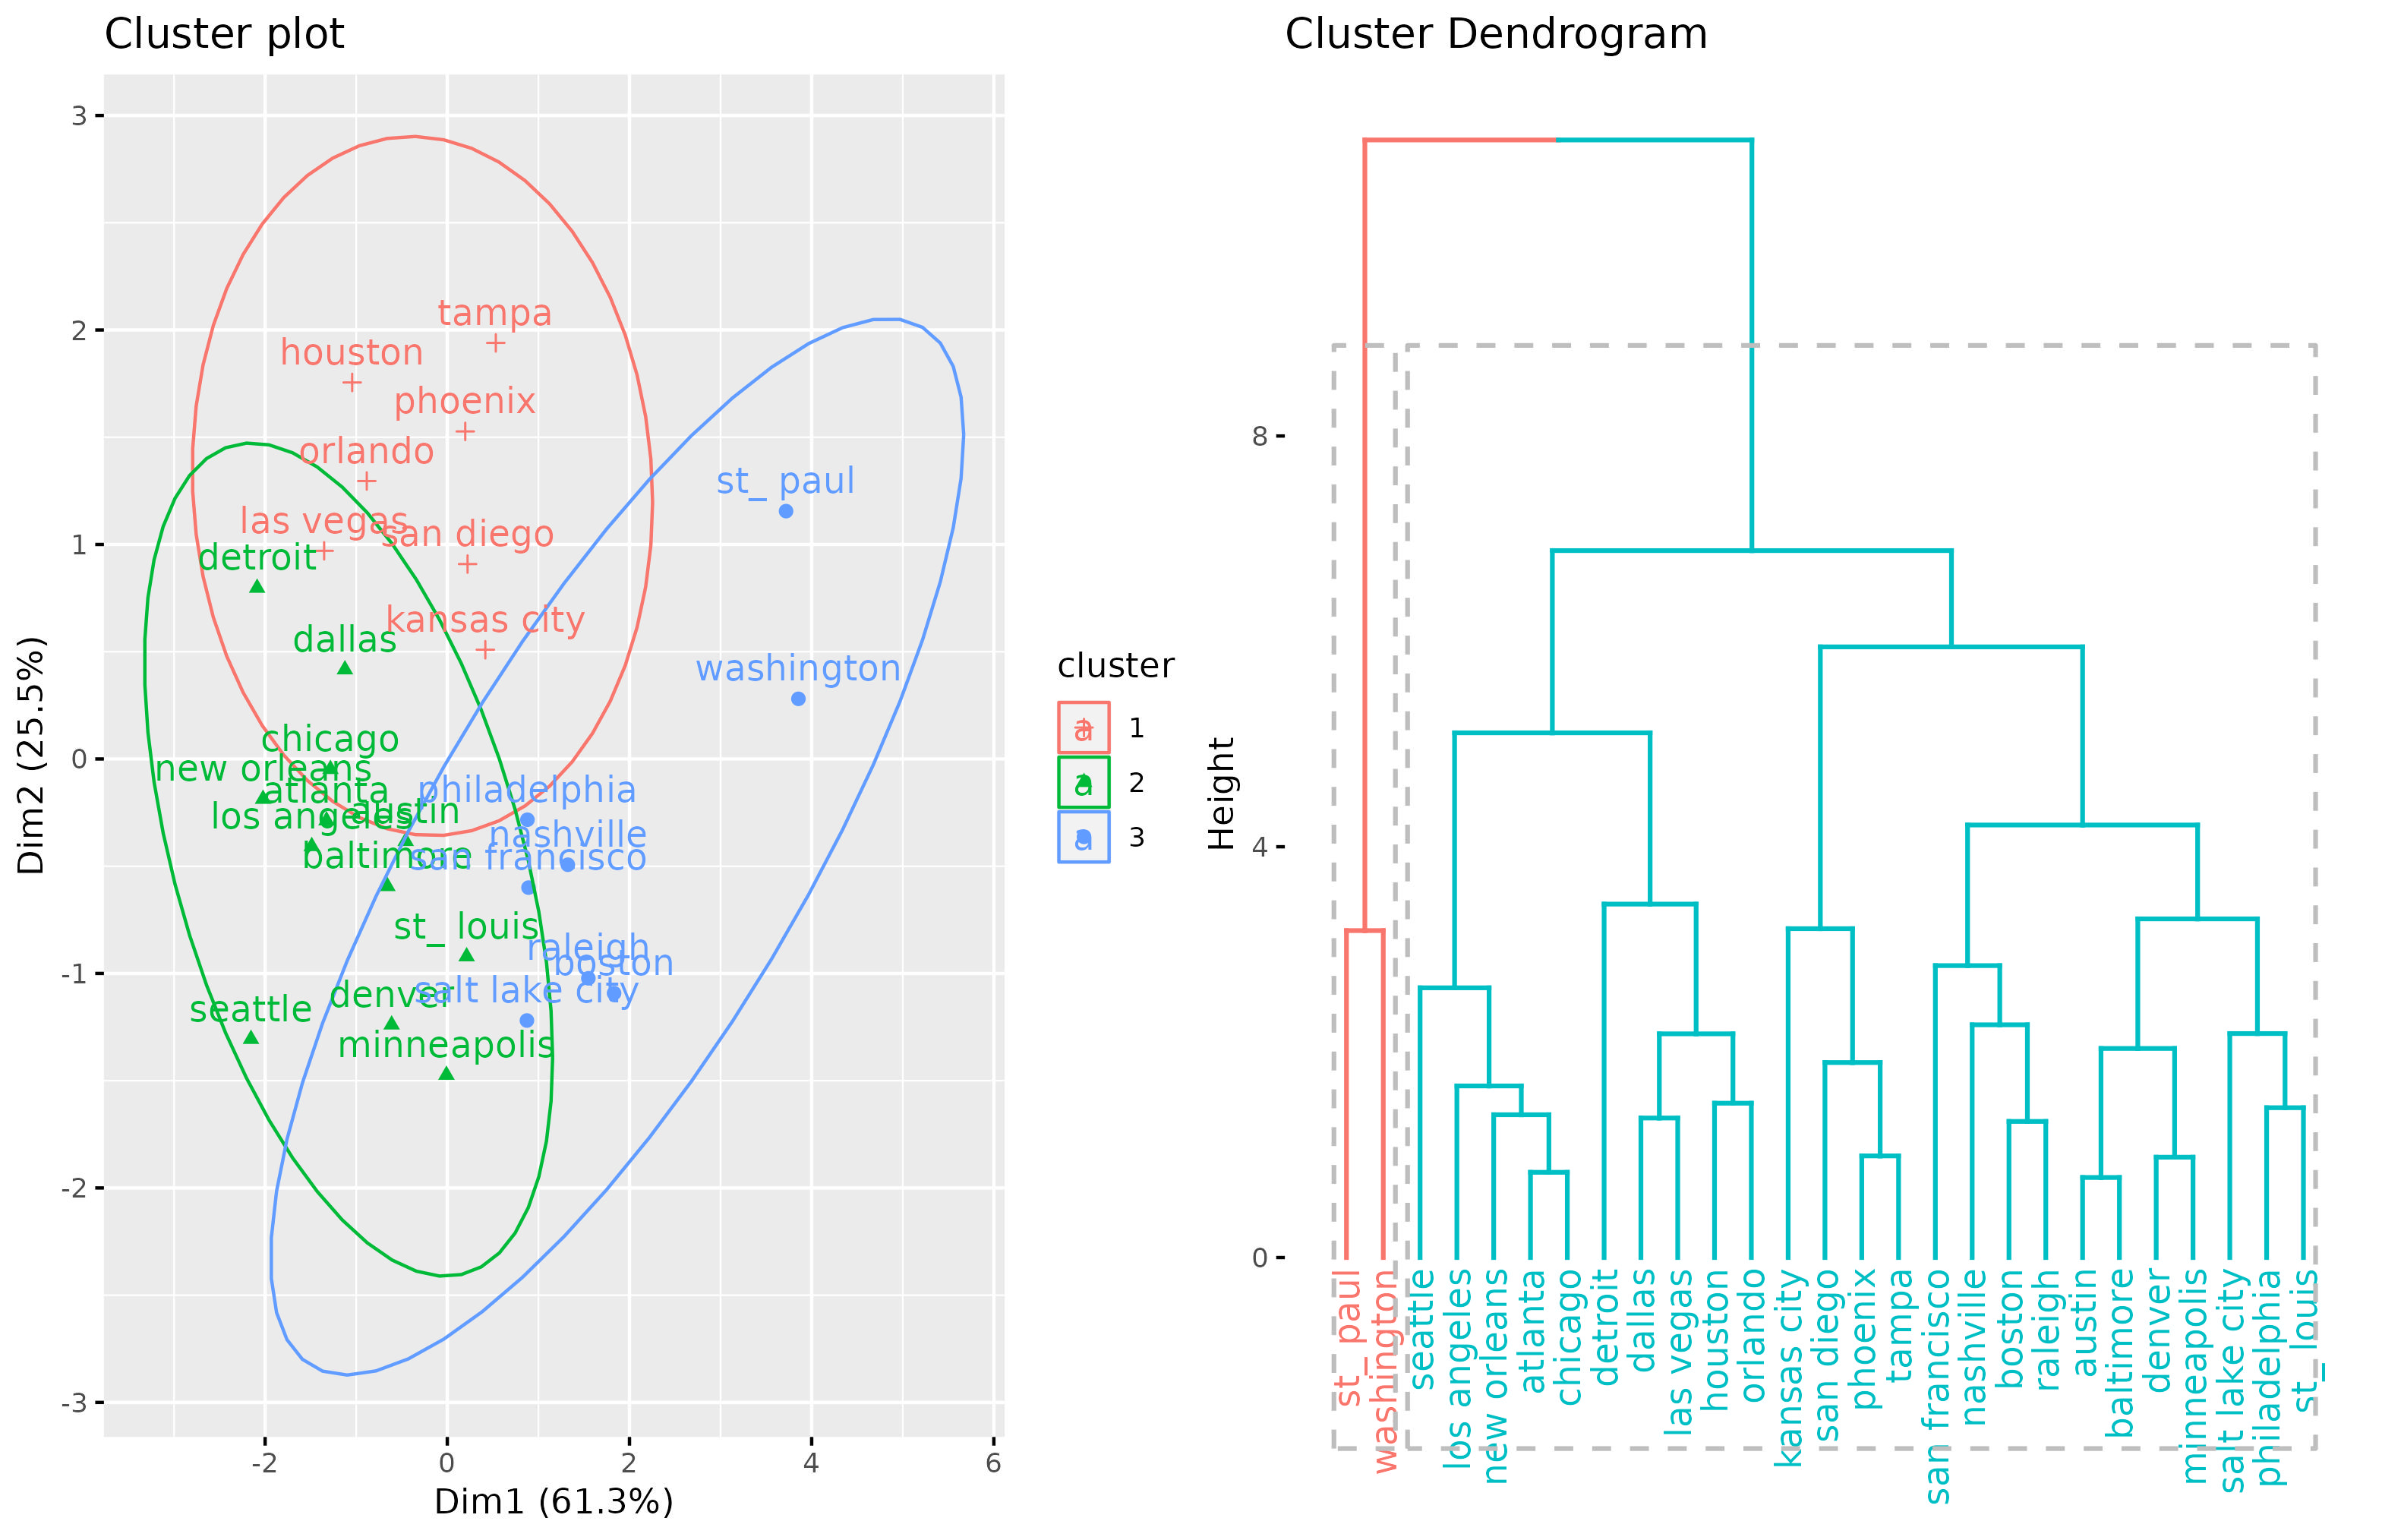 Cluster plot
3
2
1
0
-1
-2
-3
Dim2 (25.5%)
tampa
houston
phoenix
orlando
st_ paul
las vegas
san diego
detroit
kansas city
dallas
washington
chicago
new orleans
philadelphia
atlanta
austin
los angeles
nashville
baltimore
san francisco
st_ louis
raleigh
boston
salt lake city
denver
seattle
minneapolis
-2
0
2
4
6
Dim1 (61.3%)
cluster
a 1
a 2
a 3
Cluster Dendrogram
8
4
0
Height
st_ paul
washington
seattle
los angeles
new orleans
atlanta
chicago
detroit
dallas
las vegas
houston
orlando
kansas city
san diego
phoenix
tampa
san francisco
nashville
boston
raleigh
austin
baltimore
denver
minneapolis
salt lake city
philadelphia
st_ louis